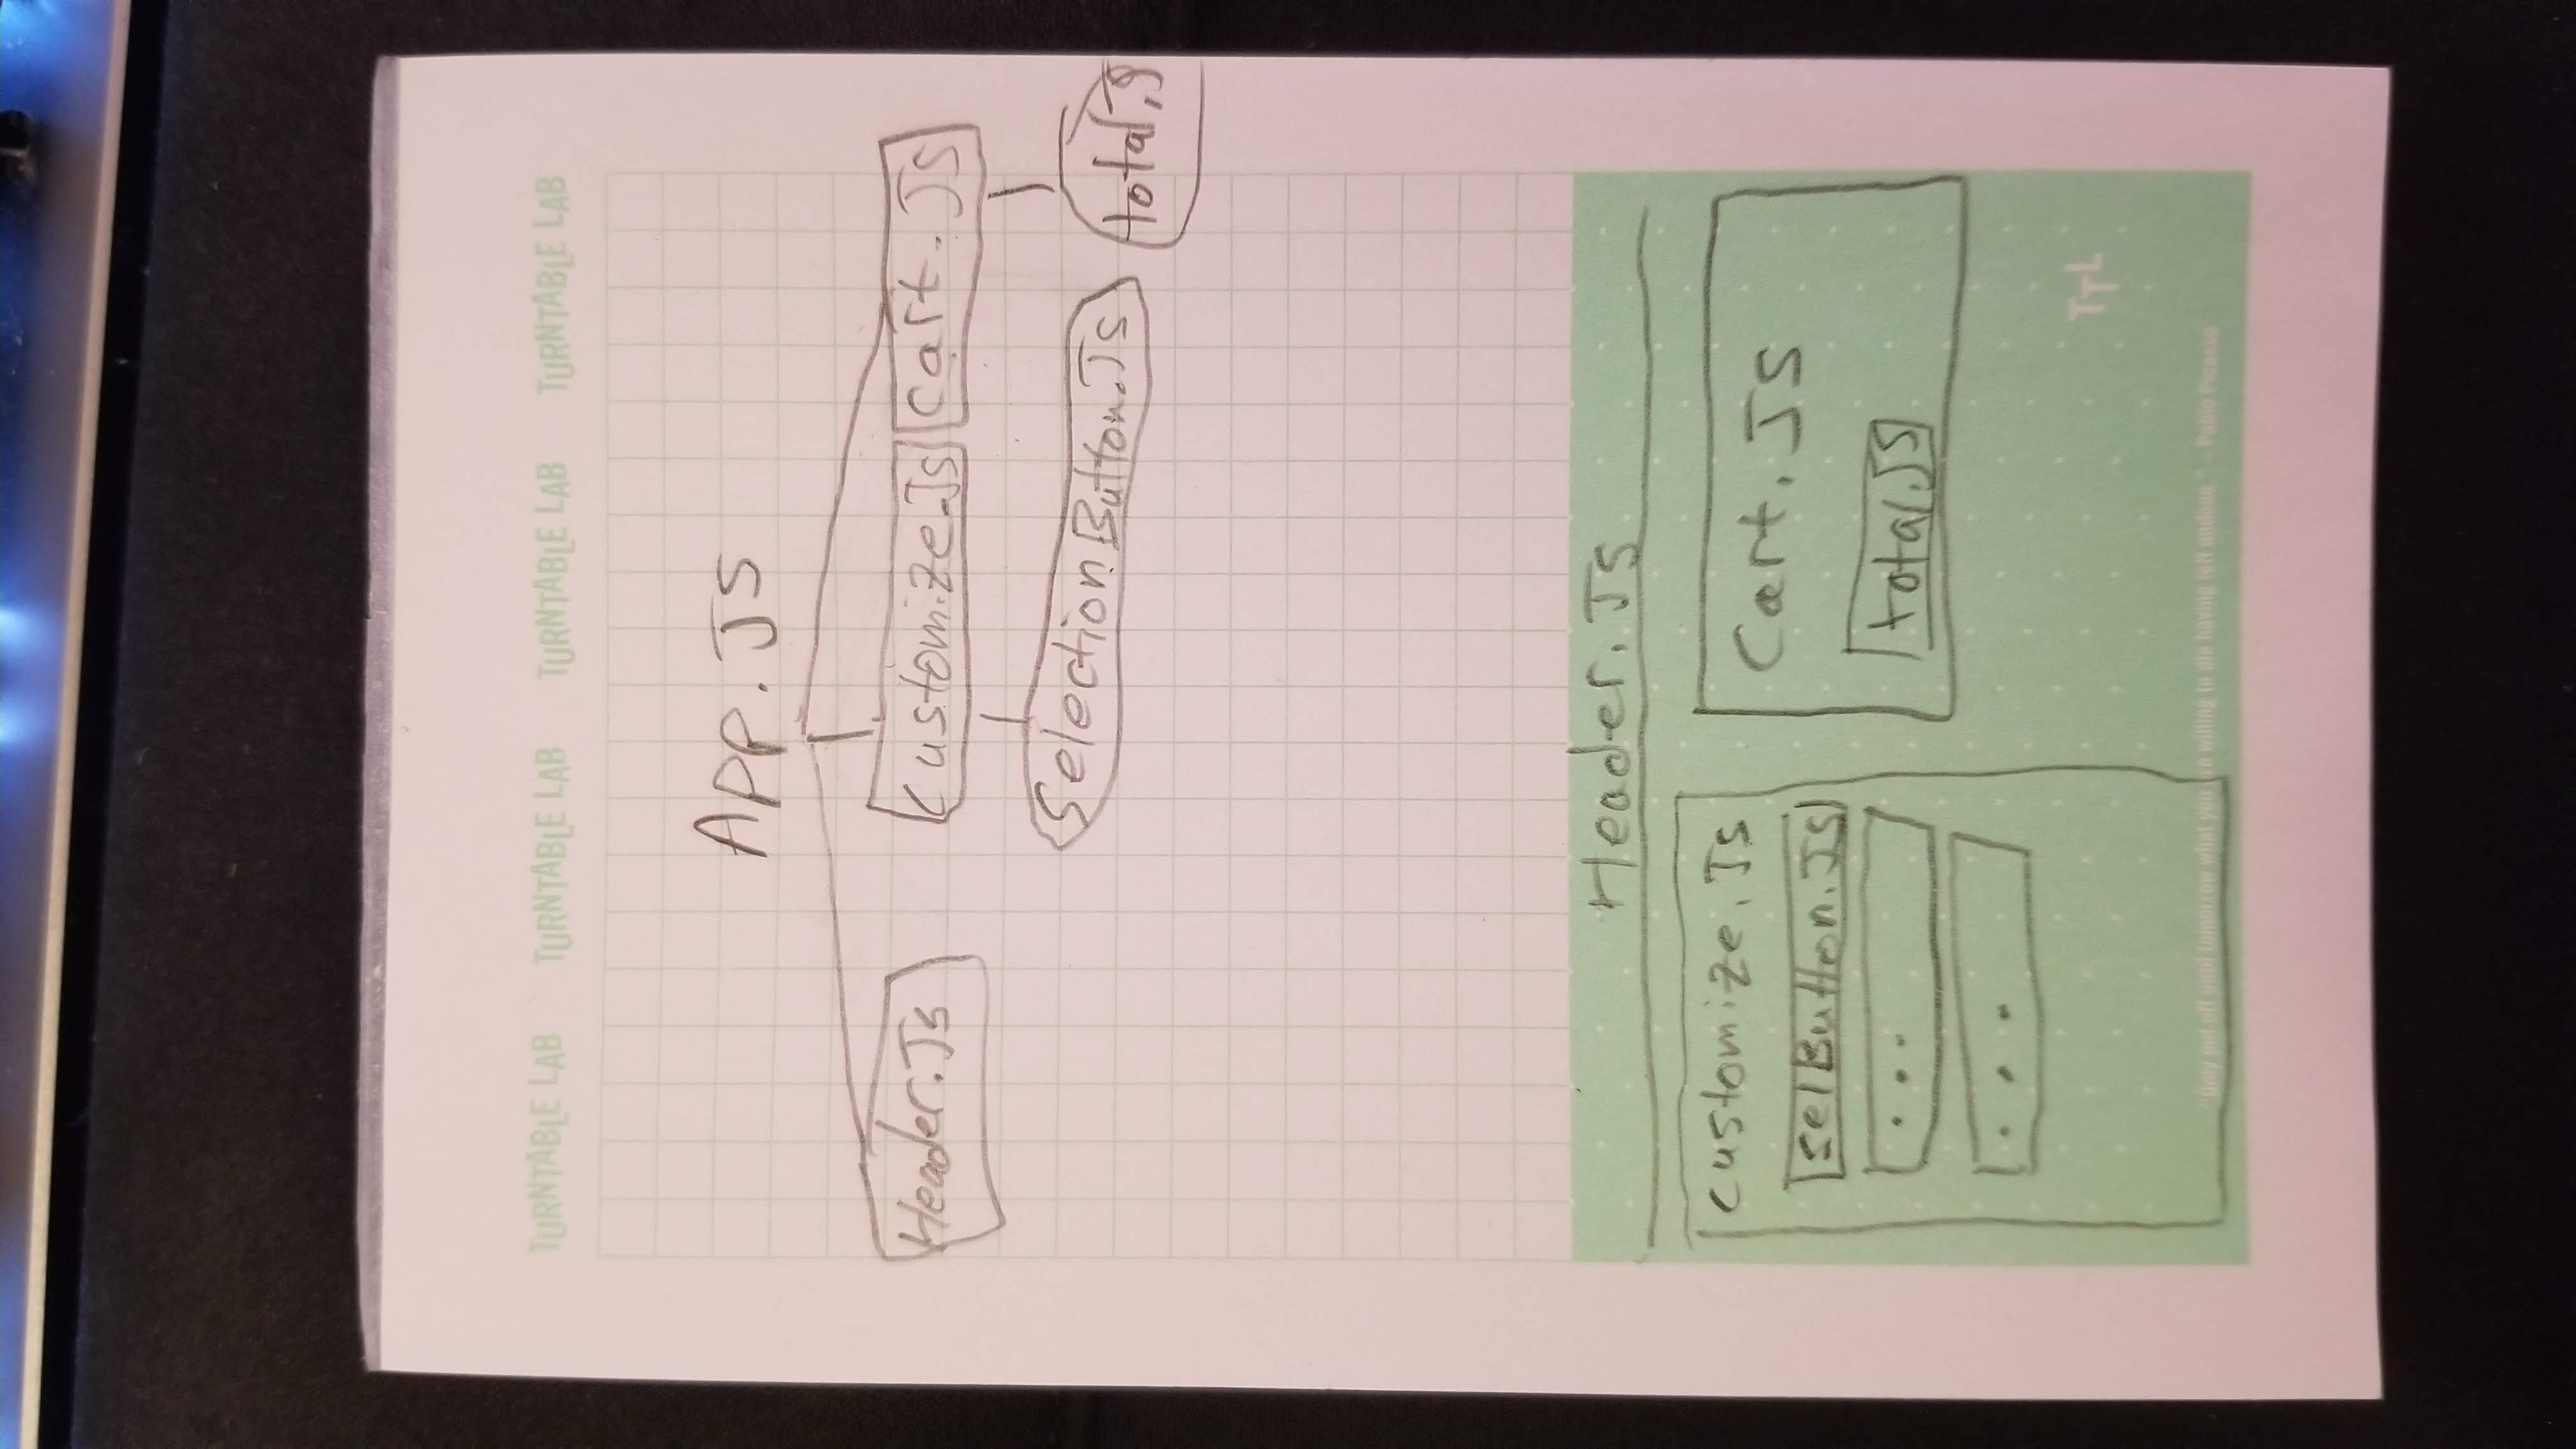 TURNTABLE LAB TURNTABLE LAB TURNTABLE LAB TURNTABLE LAB
App.JS
Header.Js Customize.Js Cart.JS
SelectionButton.Js total.J
Header.JS
Customize.Js
Cart.JS
selButton.Js
total.JS
...
...
TTL
"Only put off until tomorrow what you are willing to die having left undone." - Pablo Picasso